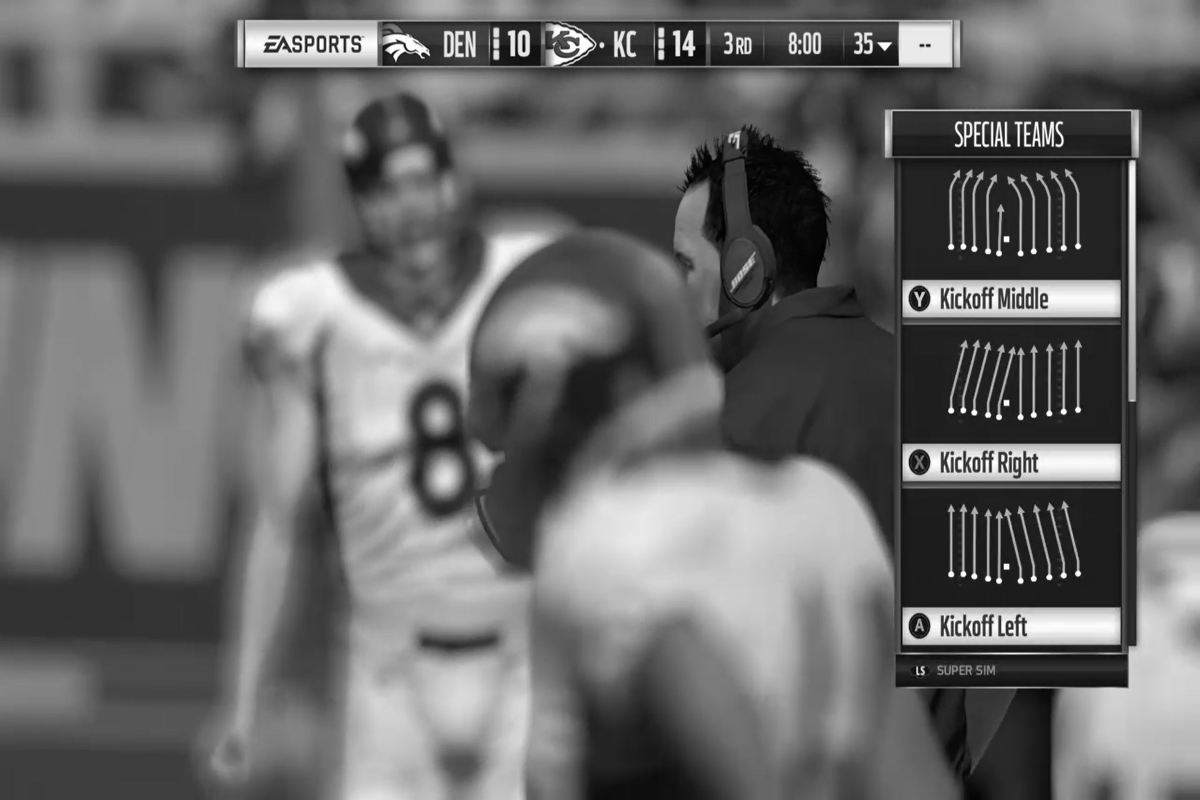 EA SPORTS DEN 10 KC KC 14 3RD 8:00 35 --
SPECIAL TEAMS
Y Kickoff Middle
X Kickoff Right
A Kickoff Left
LS SUPER SIM
BOSE
8